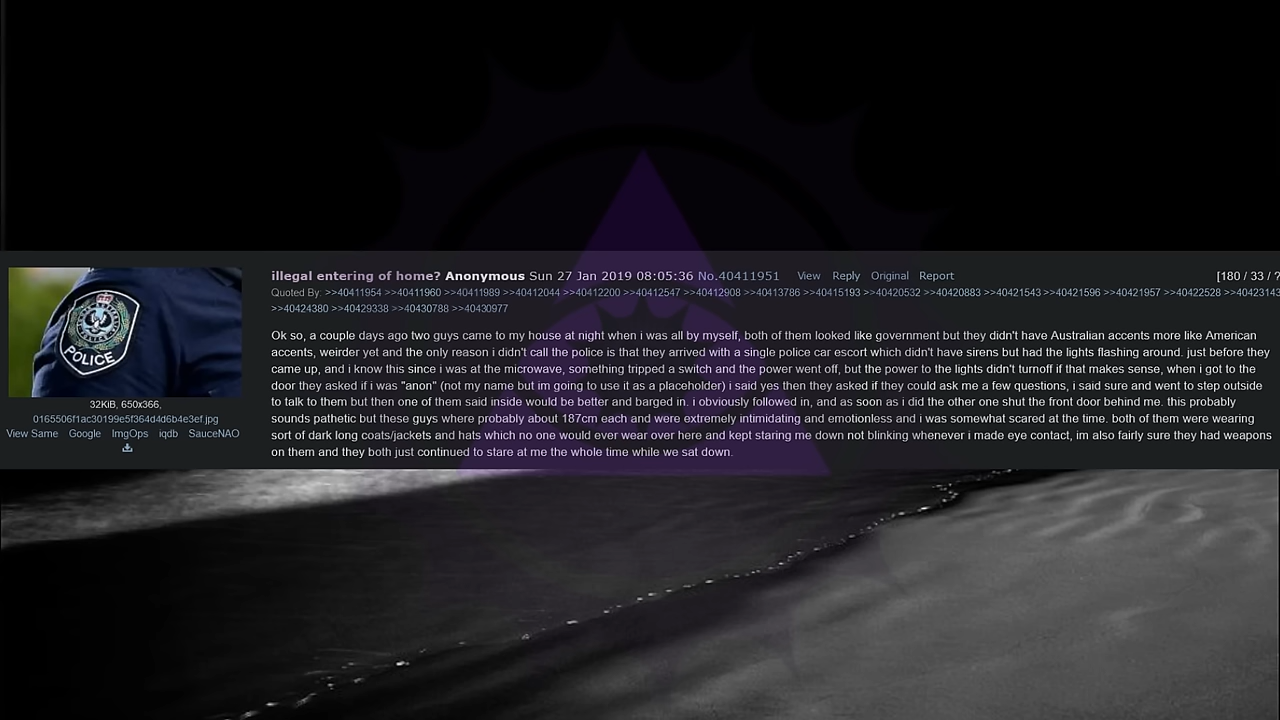 POLICE
32KiB, 650x366,
0165506f1ac30199e5f364d4d6b4e3ef.jpg
View Same Google ImgOps iqdb SauceNAO
illegal entering of home? Anonymous Sun 27 Jan 2019 08:05:36 No.40411951 View Reply Original Report [180 / 33 / ?
Quoted By: >>40411954 >>40411960 >>40411989 >>40412044 >>40412200 >>40412547 >>40412908 >>40413786 >>40415193 >>40420532 >>40420883 >>40421543 >>40421596 >>40421957 >>40422528 >>4042314
>>40424380 >>40429338 >>40430788 >>40430977
Ok so, a couple days ago two guys came to my house at night when i was all by myself, both of them looked like government but they didn't have Australian accents more like American
accents, weirder yet and the only reason i didn't call the police is that they arrived with a single police car escort which didn't have sirens but had the lights flashing around. just before they
came up, and i know this since i was at the microwave, something tripped a switch and the power went off, but the power to the lights didn't turnoff if that makes sense, when i got to the
door they asked if i was "anon" (not my name but im going to use it as a placeholder) i said yes then they asked if they could ask me a few questions, i said sure and went to step outside
to talk to them but then one of them said inside would be better and barged in. i obviously followed in, and as soon as i did the other one shut the front door behind me. this probably
sounds pathetic but these guys where probably about 187cm each and were extremely intimidating and emotionless and i was somewhat scared at the time. both of them were wearing
sort of dark long coats/jackets and hats which no one would ever wear over here and kept staring me down not blinking whenever i made eye contact, im also fairly sure they had weapons
on them and they both just continued to stare at me the whole time while we sat down.